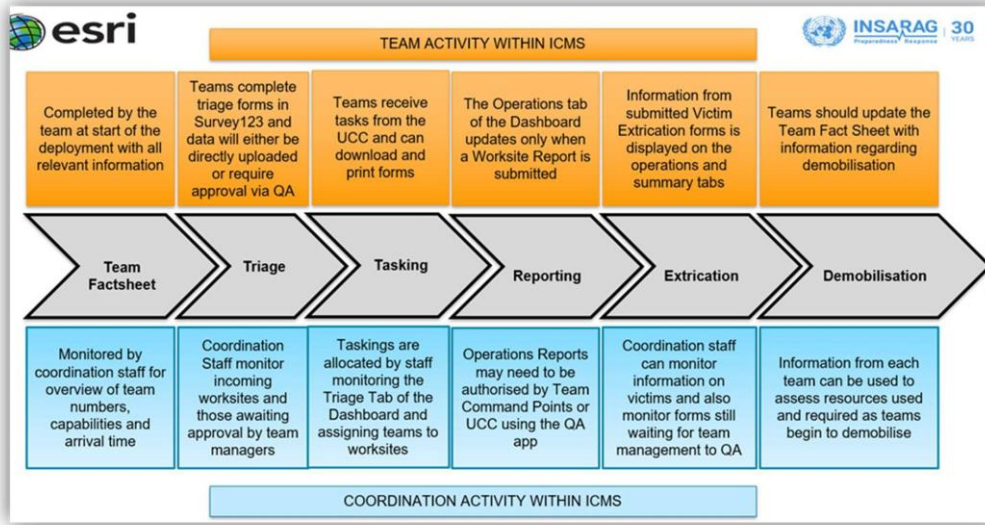 esri
INSARAG
Preparedness Response
30
YEARS
TEAM ACTIVITY WITHIN ICMS
Completed by the
team at start of the
deployment with all
relevant information
Teams complete
triage forms in
Survey123 and
data will either be
directly uploaded
or require
approval via QA
Teams receive
tasks from the
UCC and can
download and
print forms
The Operations tab
of the Dashboard
updates only when
a Worksite Report is
submitted
Information from
submitted Victim
Extrication forms is
displayed on the
operations and
summary tabs
Teams should update the
Team Fact Sheet with
information regarding
demobilisation
Team
Factsheet
Triage
Tasking
Reporting
Extrication
Demobilisation
Monitored by
coordination staff for
overview of team
numbers,
capabilities and
arrival time
Coordination
Staff monitor
incoming
worksites and
those awaiting
approval by team
managers
Taskings are
allocated by staff
monitoring the
Triage Tab of
the Dashboard and
assigning teams to
worksites
Operations Reports
may need to be
authorised by Team
Command Points or
UCC using the QA
app
Coordination staff
can monitor
information on
victims and also
monitor forms still
waiting for team
management to QA
Information from each
team can be used to
assess resources used
and required as teams
begin to demobilise
COORDINATION ACTIVITY WITHIN ICMS